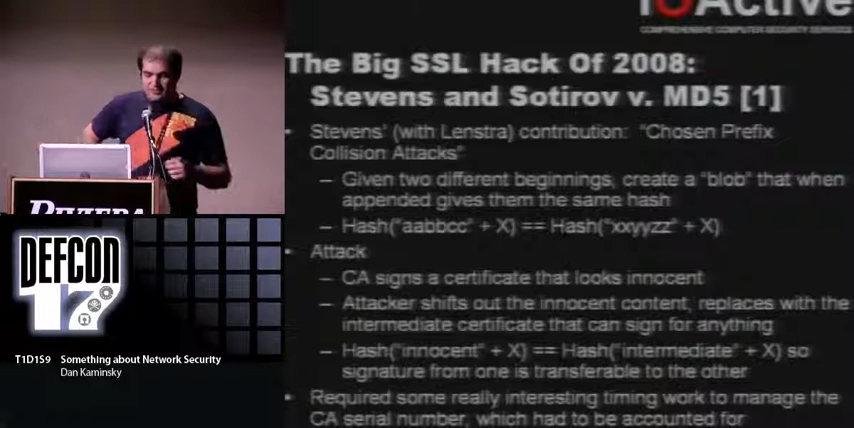 IOActive
COMPREHENSIVE COMPUTER SECURITY SERVICES
The Big SSL Hack Of 2008:
Stevens and Sotirov v. MD5 [1]
• Stevens' (with Lenstra) contribution: "Chosen Prefix
Collision Attacks"
– Given two different beginnings, create a "blob" that when
appended gives them the same hash
– Hash("aabbcc" + X) == Hash("xxyyzz" + X)
• Attack
– CA signs a certificate that looks innocent
– Attacker shifts out the innocent content, replaces with the
intermediate certificate that can sign for anything
– Hash("innocent" + X) == Hash("intermediate" + X) so
signature from one is transferable to the other
• Required some really interesting timing work to manage the
CA serial number, which had to be accounted for
RIVIERA
DEFCON
17
T1D1S9 Something about Network Security
Dan Kaminsky